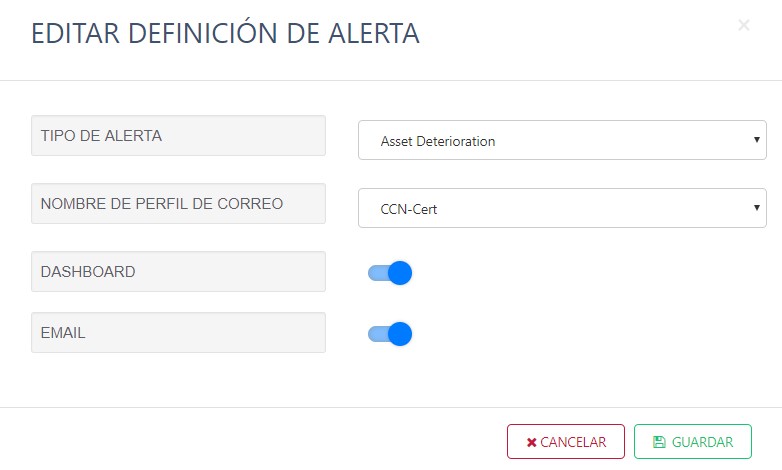 EDITAR DEFINICIÓN DE ALERTA
TIPO DE ALERTA
Asset Deterioration
NOMBRE DE PERFIL DE CORREO
CCN-Cert
DASHBOARD
EMAIL
CANCELAR
GUARDAR